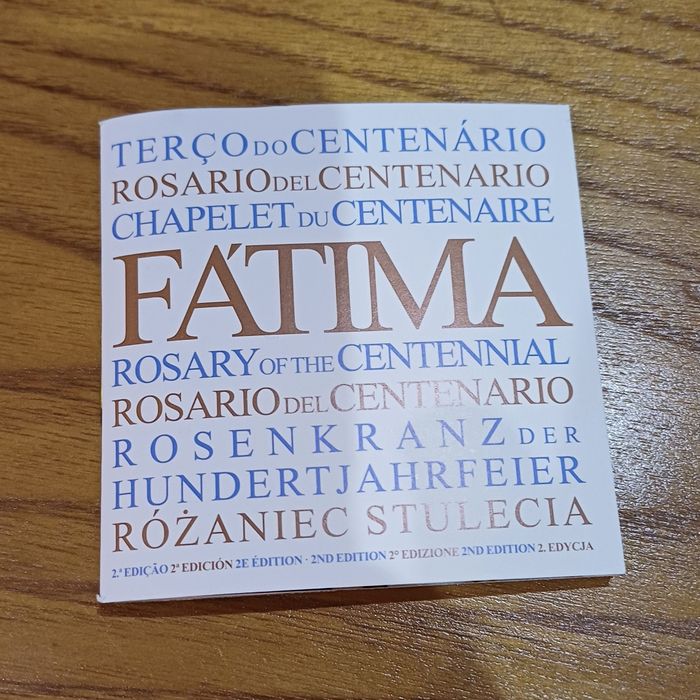 TERÇO DO CENTENÁRIO
ROSARIO DEL CENTENARIO
CHAPELET DU CENTENAIRE
FÁTIMA
ROSARY OF THE CENTENNIAL
ROSARIO DEL CENTENARIO
ROSENKRANZ DER
HUNDERTJAHRFEIER
RÓŻANIEC STULECIA
2.ª EDIÇÃO 2ª EDICIÓN 2E ÉDITION · 2ND EDITION 2º EDIZIONE 2ND EDITION 2. EDYCJA